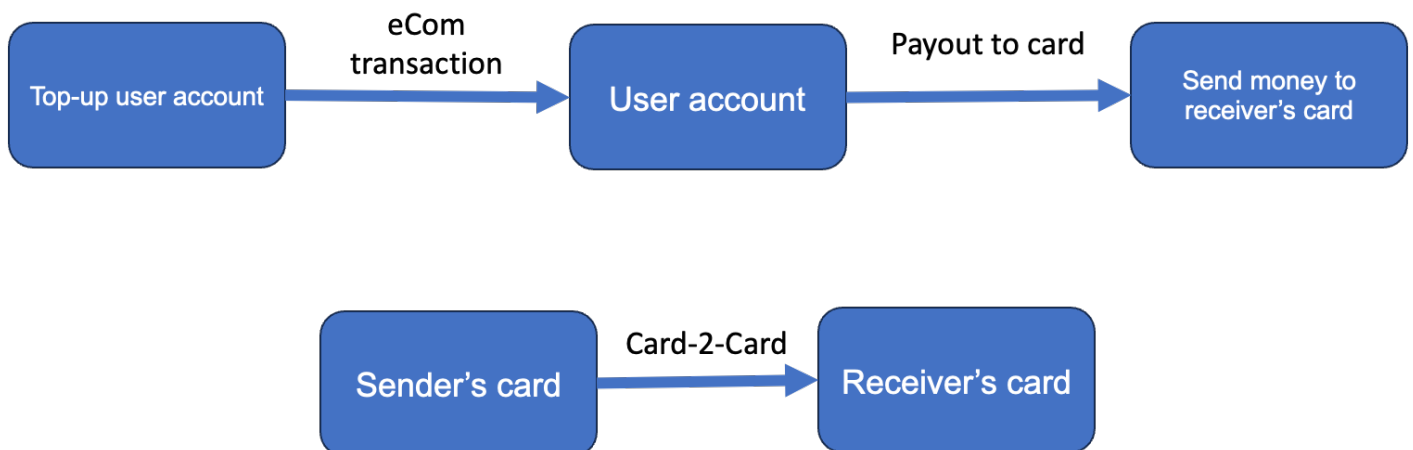 eCom
transaction
Payout to card
Top-up user account
User account
Send money to
receiver’s card
Card-2-Card
Sender’s card
Receiver’s card